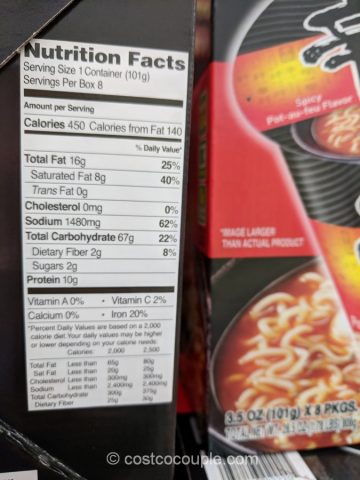 Nutrition Facts
Serving Size 1 Container (101g)
Servings Per Box 8
Amount per Serving
Calories 450 Calories from Fat 140
% Daily Value*
Total Fat 16g 25%
Saturated Fat 8g 40%
Trans Fat 0g
Cholesterol 0mg 0%
Sodium 1480mg 62%
Total Carbohydrate 67g 22%
Dietary Fiber 2g 8%
Sugars 2g
Protein 10g
Vitamin A 0% • Vitamin C 2%
Calcium 0% • Iron 20%
*Percent Daily Values are based on a 2,000
calorie diet. Your daily values may be higher
or lower depending on your calorie needs:
Calories: 2,000 2,500
Total Fat Less than 65g 80g
Sat Fat Less than 20g 25g
Cholesterol Less than 300mg 300mg
Sodium Less than 2,400mg 2,400mg
Total Carbohydrate 300g 375g
Dietary Fiber 25g 30g
Spicy
Pot-au-feu Flavor
*IMAGE LARGER
THAN ACTUAL PRODUCT
3.5 OZ (101g) X 8 PKGS.
© costcocouple.com